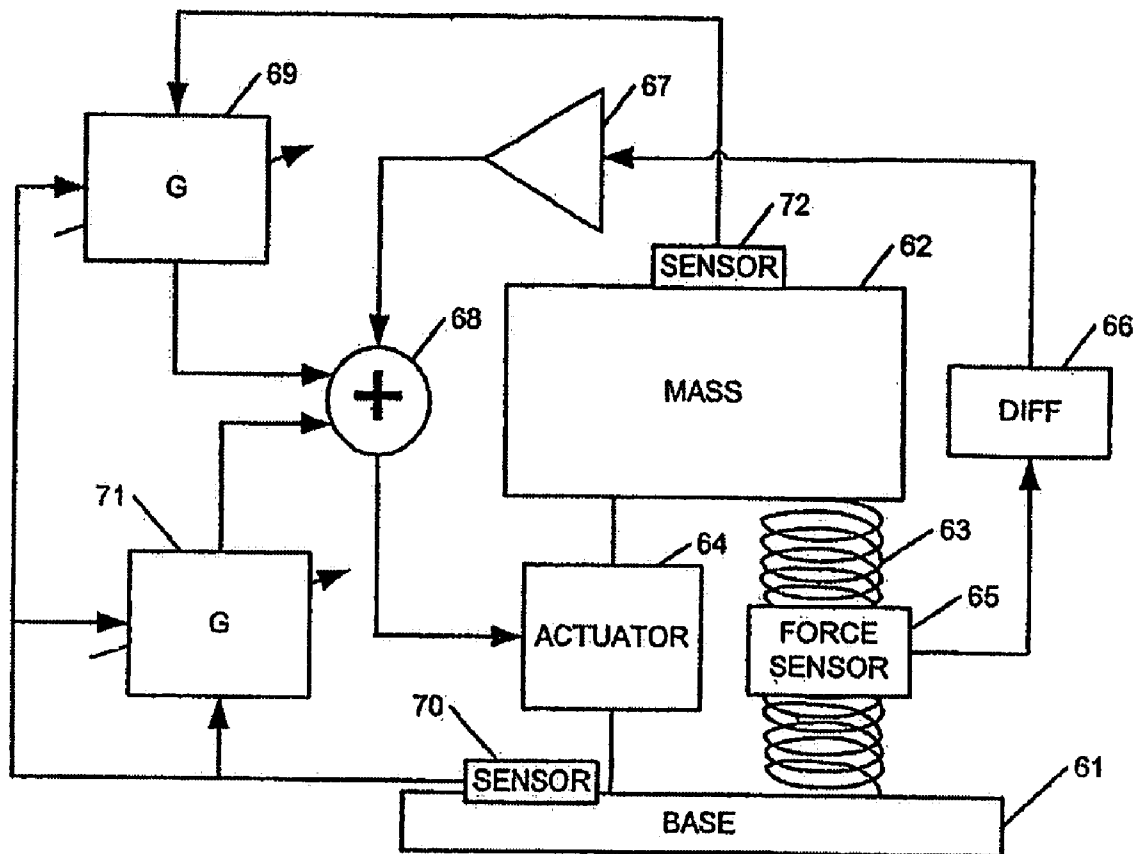 69
67
G
72
SENSOR
62
66
68
+
MASS
DIFF
71
64
63
65
G
ACTUATOR
FORCE
SENSOR
70
SENSOR
61
BASE